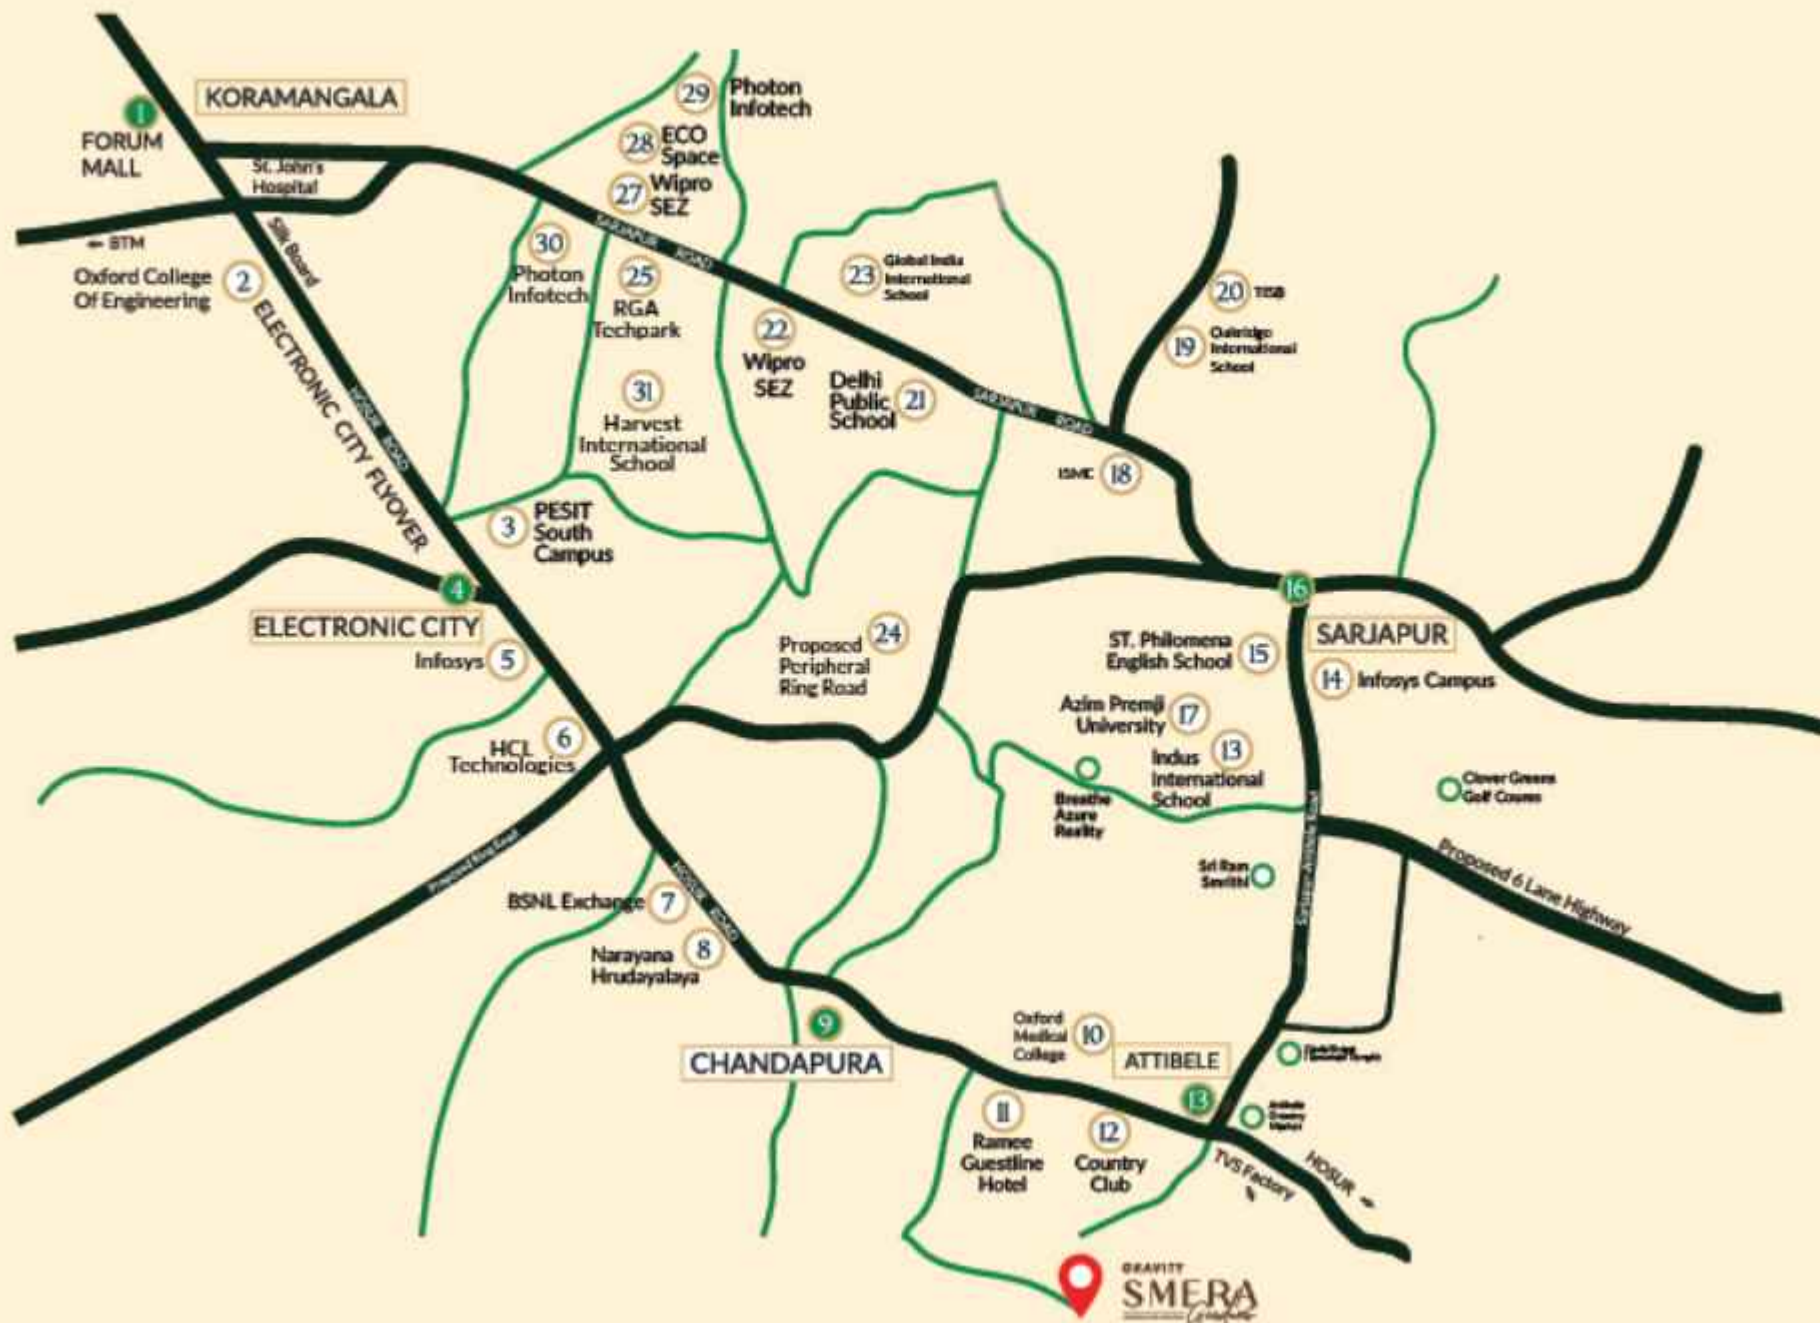 KORAMANGALA
1
FORUM
MALL
St. John's
Hospital
← BTM
Silk Board
Oxford College
Of Engineering
2
ELECTRONIC CITY FLYOVER
HOSUR ROAD
29
Photon
Infotech
28
ECO
Space
27
Wipro
SEZ
SARJAPUR ROAD
30
Photon
Infotech
25
RGA
Techpark
31
Harvest
International
School
3
PESIT
South
Campus
22
Wipro
SEZ
23
Global India
International
School
Delhi
Public
School
21
SARJAPUR ROAD
20
TISB
19
International
School
18
4
ELECTRONIC CITY
Infosys
5
6
HCL
Technologies
Proposed Ring Road
24
Proposed
Peripheral
Ring Road
16
SARJAPUR
ST. Philomena
English School
15
14
Infosys Campus
Azim Premji
University
17
13
Indus
International
School
Breathe
Azure
Reality
Clover Greens
Sri Ram
Proposed 6 Lane Highway
BSNL Exchange
7
HOSUR ROAD
8
Narayana
Hrudayalaya
9
CHANDAPURA
Oxford
Medical
College
10
ATTIBELE
13
11
Ramee
Guestline
Hotel
12
Country
Club
TVS Factory
HOSUR
GRAVITY
SMERA